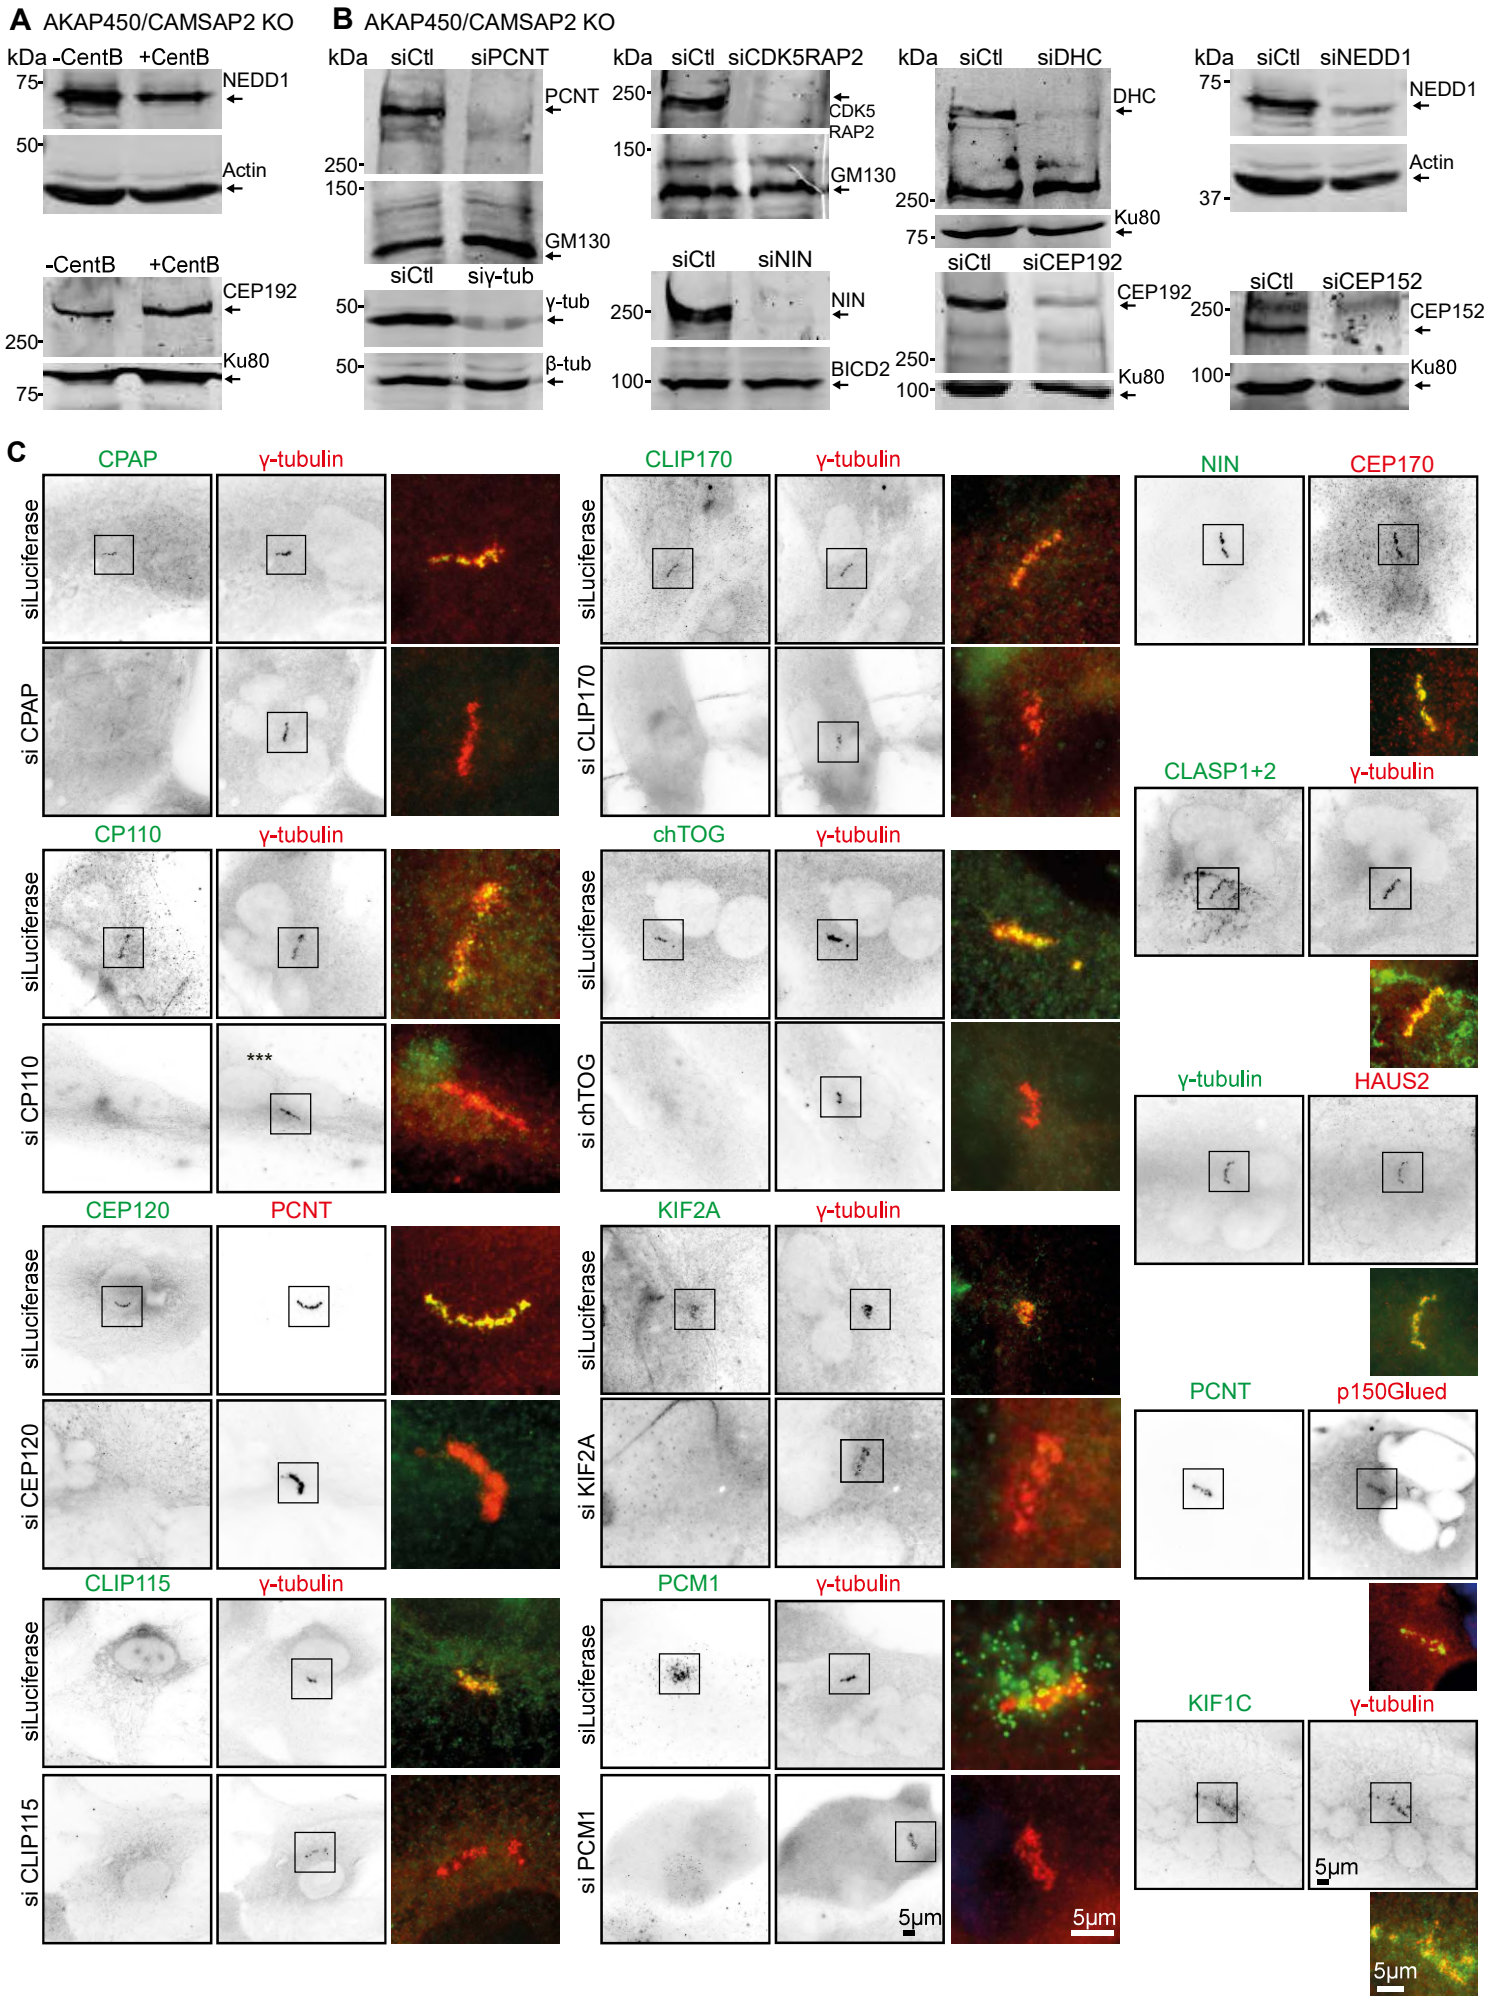 A AKAP450/CAMSAP2 KO
kDa -CentB +CentB
75-
NEDD1
50-
Actin
-CentB +CentB
CEP192
250-
Ku80
75-
B AKAP450/CAMSAP2 KO
kDa siCtl siPCNT
PCNT
250-
150-
GM130
siCtl siγ-tub
50-
γ-tub
50-
β-tub
kDa siCtl siCDK5RAP2
250-
CDK5
RAP2
150-
GM130
siCtl siNIN
250-
NIN
100-
BICD2
kDa siCtl siDHC
DHC
250-
Ku80
75-
siCtl siCEP192
CEP192
250-
Ku80
100-
siCtl siNEDD1
75-
NEDD1
Actin
37-
siCtl siCEP152
250-
CEP152
100-
Ku80
C
CPAP γ-tubulin
siLuciferase
si CPAP
CP110 γ-tubulin
siLuciferase
si CP110
***
CEP120 PCNT
siLuciferase
si CEP120
CLIP115 γ-tubulin
siLuciferase
si CLIP115
CLIP170 γ-tubulin
siLuciferase
si CLIP170
chTOG γ-tubulin
siLuciferase
si chTOG
KIF2A γ-tubulin
siLuciferase
si KIF2A
PCM1 γ-tubulin
siLuciferase
si PCM1
5µm
5µm
NIN CEP170
CLASP1+2 γ-tubulin
γ-tubulin HAUS2
PCNT p150Glued
KIF1C γ-tubulin
5µm
5µm